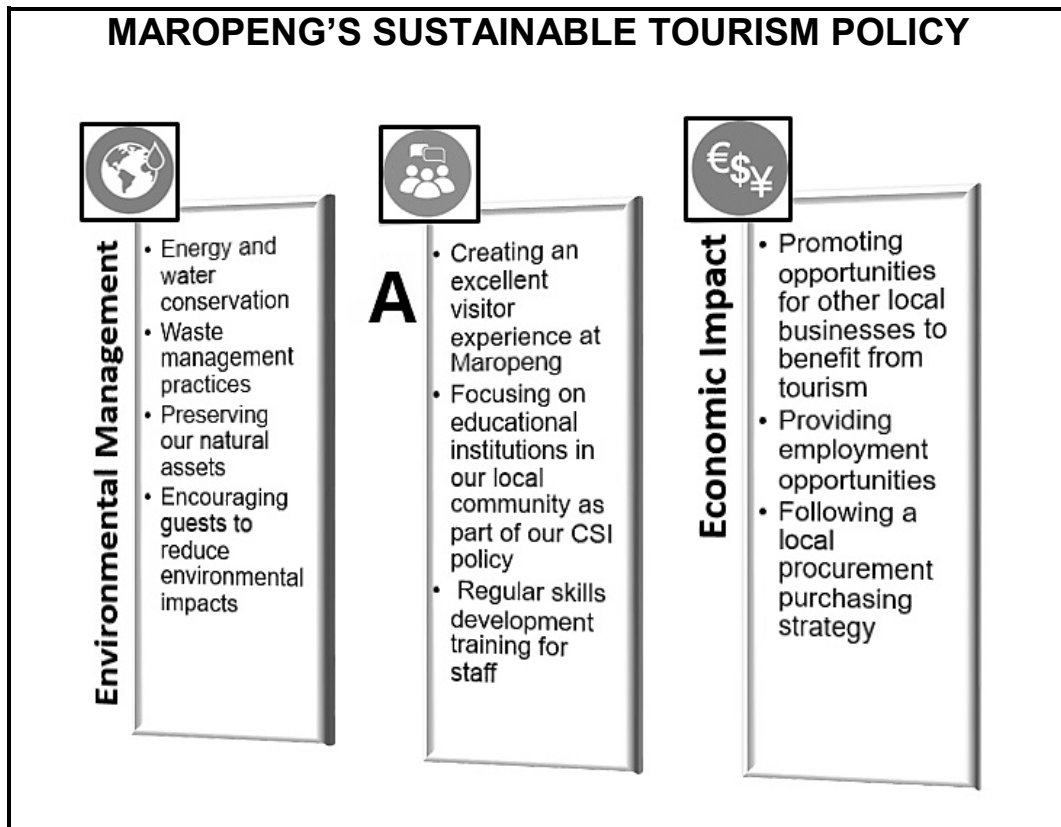 MAROPENG'S SUSTAINABLE TOURISM POLICY
Environmental Management
• Energy and
water
conservation
• Waste
management
practices
• Preserving
our natural
assets
• Encouraging
guests to
reduce
environmental
impacts
A
• Creating an
excellent
visitor
experience at
Maropeng
• Focusing on
educational
institutions in
our local
community as
part of our CSI
policy
• Regular skills
development
training for
staff
€$¥
Economic Impact
• Promoting
opportunities
for other local
businesses to
benefit from
tourism
• Providing
employment
opportunities
• Following a
local
procurement
purchasing
strategy